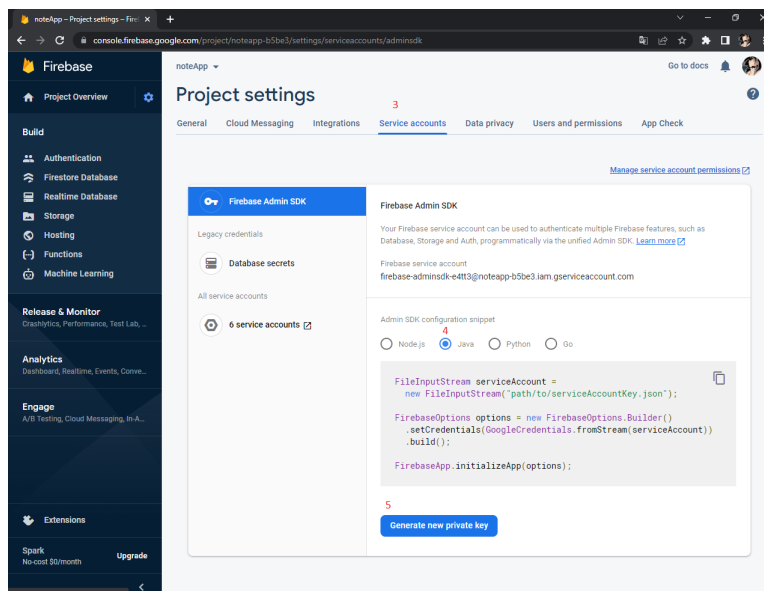 noteApp – Project settings – Fire
console.firebase.google.com/project/noteapp-b5be3/settings/serviceaccounts/adminsdk
Firebase
noteApp
Go to docs
Project Overview
Project settings
3
General Cloud Messaging Integrations Service accounts Data privacy Users and permissions App Check
Build
Authentication
Firestore Database
Realtime Database
Storage
Hosting
Functions
Machine Learning
Release & Monitor
Crashlytics, Performance, Test Lab, ...
Analytics
Dashboard, Realtime, Events, Conve...
Engage
A/B Testing, Cloud Messaging, In-A...
Extensions
Spark
No-cost $0/month
Upgrade
Manage service account permissions
Firebase Admin SDK
Legacy credentials
Database secrets
All service accounts
6 service accounts
Firebase Admin SDK
Your Firebase service account can be used to authenticate multiple Firebase features, such as
Database, Storage and Auth, programmatically via the unified Admin SDK. Learn more
Firebase service account
firebase-adminsdk-e4tt3@noteapp-b5be3.iam.gserviceaccount.com
Admin SDK configuration snippet
4
Node.js Java Python Go
FileInputStream serviceAccount =
new FileInputStream("path/to/serviceAccountKey.json");
FirebaseOptions options = new FirebaseOptions.Builder()
.setCredentials(GoogleCredentials.fromStream(serviceAccount))
.build();
FirebaseApp.initializeApp(options);
5
Generate new private key